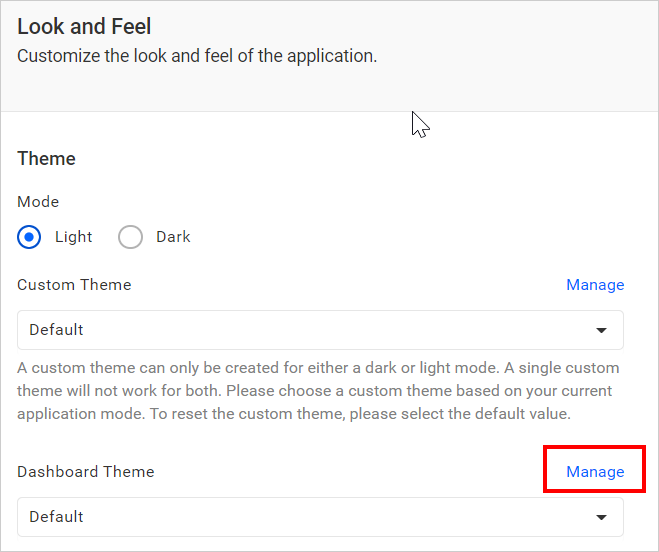 Look and Feel
Customize the look and feel of the application.
Theme
Mode
Light Dark
Custom Theme Manage
Default
A custom theme can only be created for either a dark or light mode. A single custom
theme will not work for both. Please choose a custom theme based on your current
application mode. To reset the custom theme, please select the default value.
Dashboard Theme Manage
Default